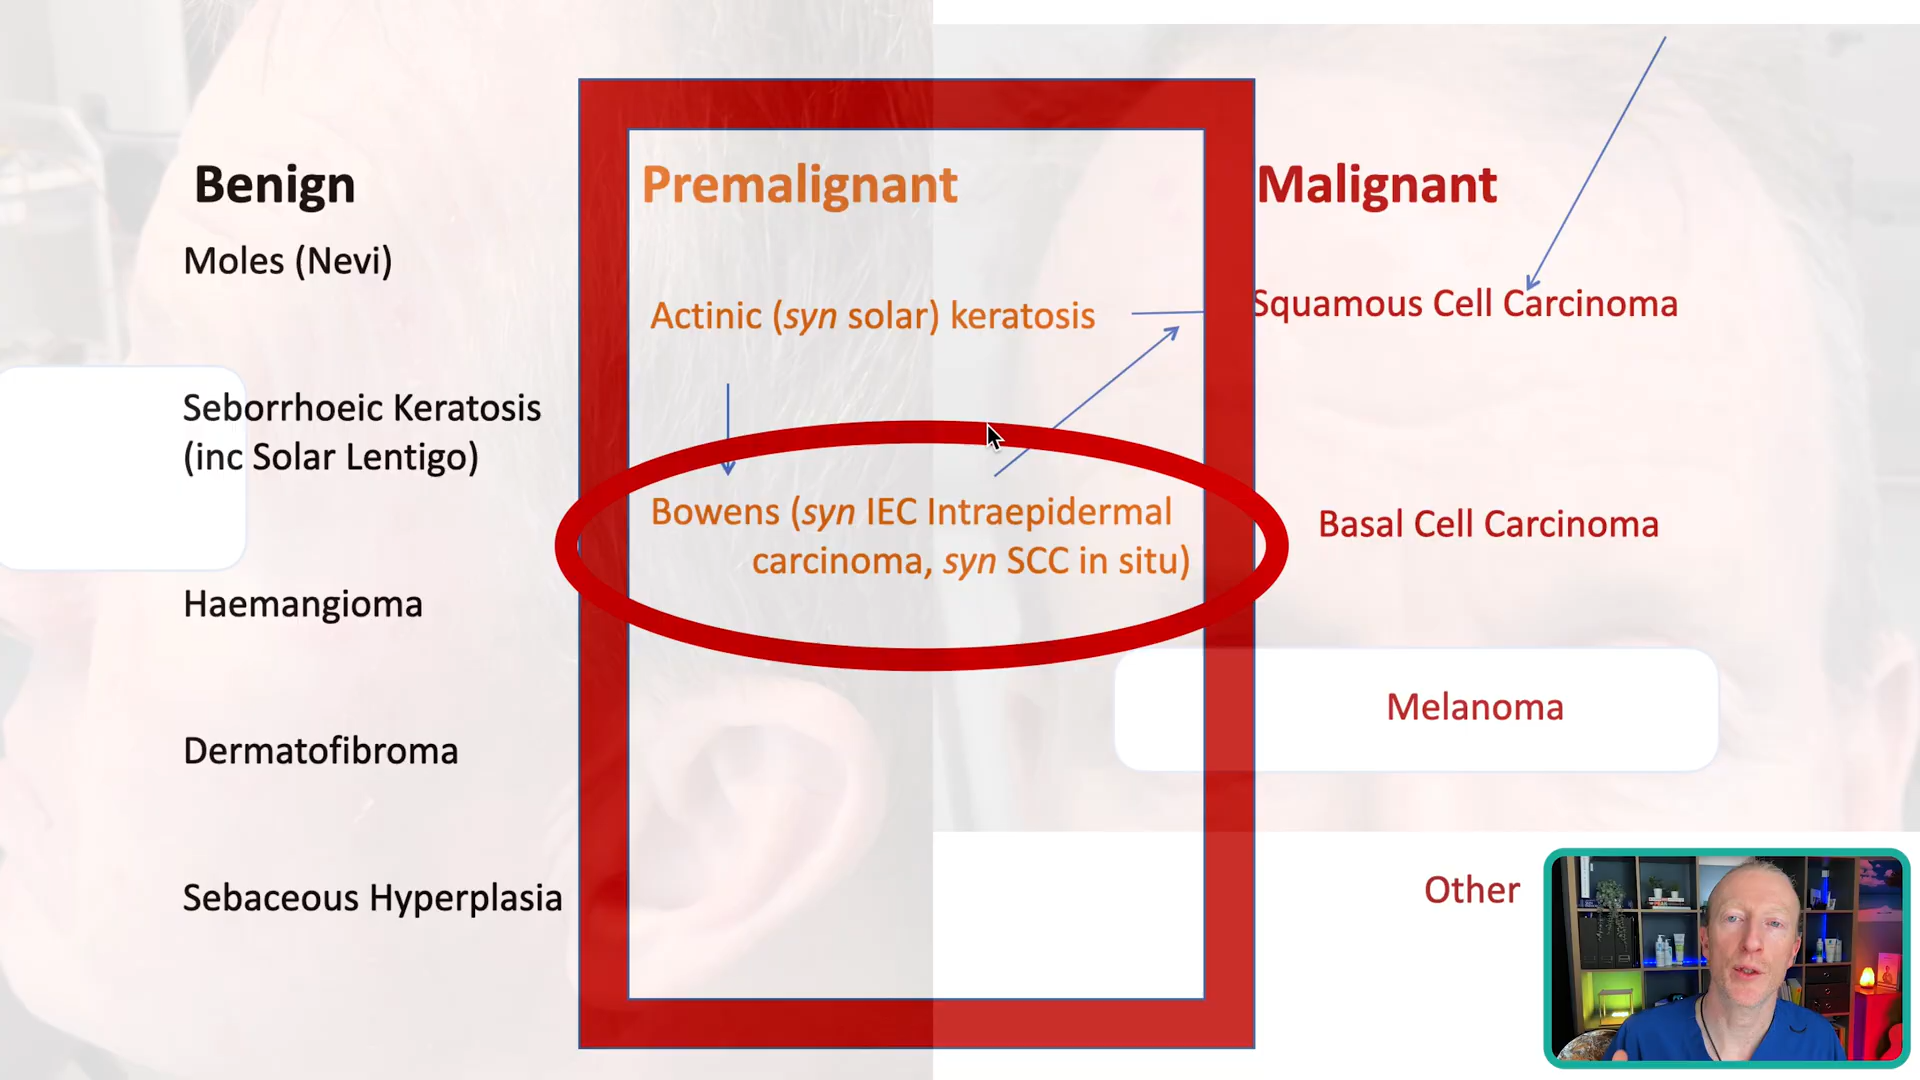 Benign
Moles (Nevi)
Seborrhoeic Keratosis
(inc Solar Lentigo)
Haemangioma
Dermatofibroma
Sebaceous Hyperplasia
Premalignant
Actinic (syn solar) keratosis
Bowens (syn IEC Intraepidermal
carcinoma, syn SCC in situ)
Malignant
Squamous Cell Carcinoma
Basal Cell Carcinoma
Melanoma
Other